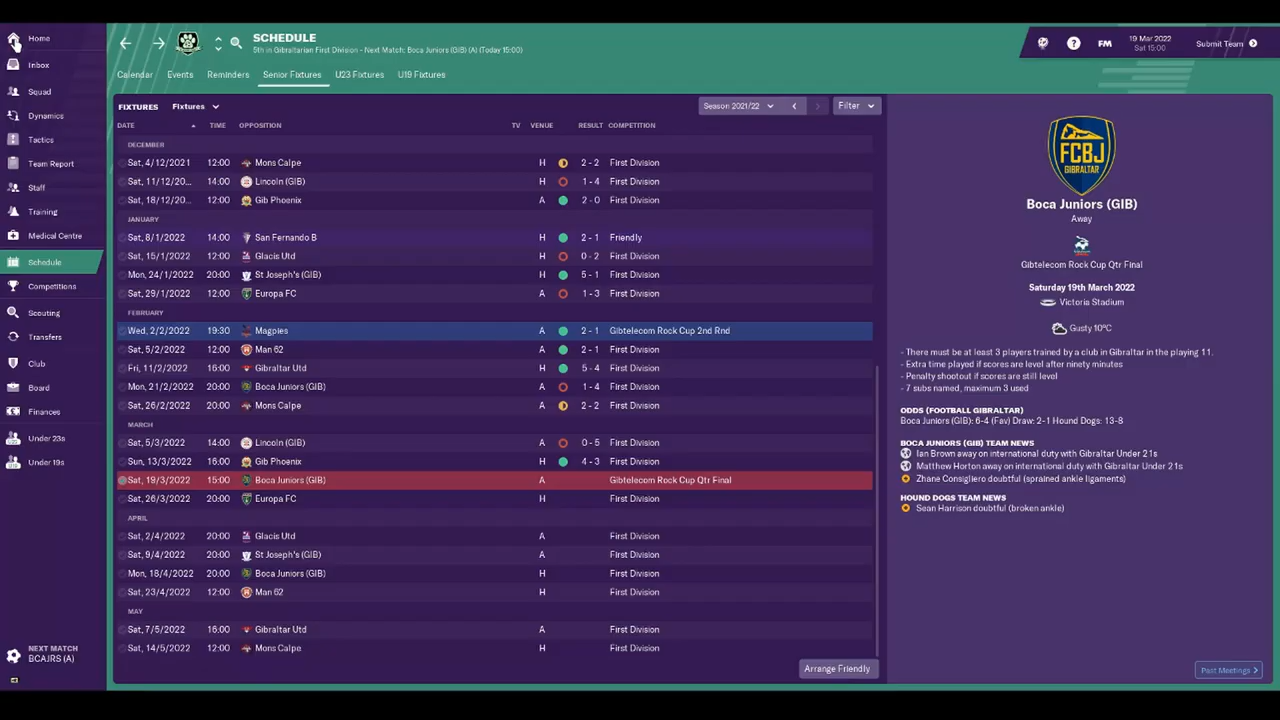 Home
Inbox
Squad
Dynamics
Tactics
Team Report
Staff
Training
Medical Centre
Schedule
Competitions
Scouting
Transfers
Club
Board
Finances
Under 23s
Under 19s
NEXT MATCH
BCAJRS (A)
SCHEDULE
5th in Gibraltarian First Division - Next Match: Boca Juniors (GIB) (A) (Today 15:00)
? FM 19 Mar 2022 Sat 15:00 Submit Team
Calendar Events Reminders Senior Fixtures U23 Fixtures U19 Fixtures
FIXTURES Fixtures Season 2021/22 Filter
DATE TIME OPPOSITION TV VENUE RESULT COMPETITION
DECEMBER
Sat, 4/12/2021 12:00 Mons Calpe H 2 - 2 First Division
Sat, 11/12/20... 14:00 Lincoln (GIB) H 1 - 4 First Division
Sat, 18/12/20... 12:00 Gib Phoenix A 2 - 0 First Division
JANUARY
Sat, 8/1/2022 14:00 San Fernando B H 2 - 1 Friendly
Sat, 15/1/2022 12:00 Glacis Utd H 0 - 2 First Division
Mon, 24/1/2022 20:00 St Joseph's (GIB) H 5 - 1 First Division
Sat, 29/1/2022 12:00 Europa FC A 1 - 3 First Division
FEBRUARY
Wed, 2/2/2022 19:30 Magpies A 2 - 1 Gibtelecom Rock Cup 2nd Rnd
Sat, 5/2/2022 12:00 Man 62 A 2 - 1 First Division
Fri, 11/2/2022 16:00 Gibraltar Utd H 5 - 4 First Division
Mon, 21/2/2022 20:00 Boca Juniors (GIB) A 1 - 4 First Division
Sat, 26/2/2022 20:00 Mons Calpe A 2 - 2 First Division
MARCH
Sat, 5/3/2022 14:00 Lincoln (GIB) A 0 - 5 First Division
Sun, 13/3/2022 16:00 Gib Phoenix H 4 - 3 First Division
Sat, 19/3/2022 15:00 Boca Juniors (GIB) A Gibtelecom Rock Cup Qtr Final
Sat, 26/3/2022 20:00 Europa FC H First Division
APRIL
Sat, 2/4/2022 20:00 Glacis Utd A First Division
Sat, 9/4/2022 20:00 St Joseph's (GIB) A First Division
Mon, 18/4/2022 20:00 Boca Juniors (GIB) H First Division
Sat, 23/4/2022 12:00 Man 62 H First Division
MAY
Sat, 7/5/2022 16:00 Gibraltar Utd A First Division
Sat, 14/5/2022 12:00 Mons Calpe H First Division
Arrange Friendly
FCBJ
GIBRALTAR
Boca Juniors (GIB)
Away
Gibtelecom Rock Cup Qtr Final
Saturday 19th March 2022
Victoria Stadium
Gusty 10ºC
- There must be at least 3 players trained by a club in Gibraltar in the playing 11.
- Extra time played if scores are level after ninety minutes
- Penalty shootout if scores are still level
- 7 subs named, maximum 3 used
ODDS (FOOTBALL GIBRALTAR)
Boca Juniors (GIB): 6-4 (Fav) Draw: 2-1 Hound Dogs: 13-8
BOCA JUNIORS (GIB) TEAM NEWS
Ian Brown away on international duty with Gibraltar Under 21s
Matthew Horton away on international duty with Gibraltar Under 21s
Zhane Consigliero doubtful (sprained ankle ligaments)
HOUND DOGS TEAM NEWS
Sean Harrison doubtful (broken ankle)
Past Meetings >